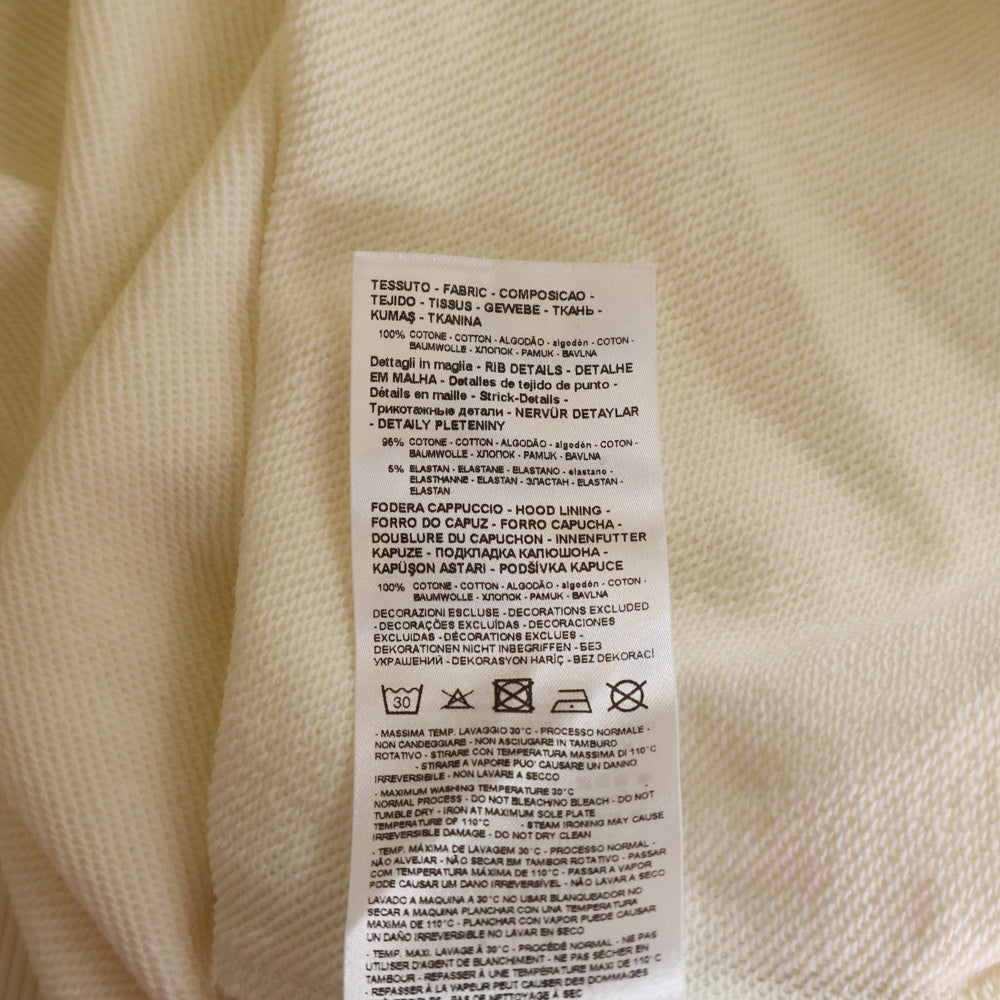 TESSUTO - FABRIC - COMPOSICAO -
TEJIDO - TISSUS - GEWEBE - ТКАНЬ -
KUMAŞ - TKANINA
100% COTONE - COTTON - ALGODÃO - algodón - COTON -
BAUMWOLLE - ХЛОПОК - PAMUK - BAVLNA
Dettagli in maglia - RIB DETAILS - DETALHE
EM MALHA - Detalles de tejido de punto -
Détails en maille - Strick-Details -
Трикотажные детали - NERVÜR DETAYLAR
- DETAILY PLETENINY
95% COTONE - COTTON - ALGODÃO - algodón - COTON -
BAUMWOLLE - ХЛОПОК - PAMUK - BAVLNA
5% ELASTAN - ELASTANE - ELASTANO - elastano -
ELASTHANNE - ELASTAN - ЭЛАСТАН - ELASTAN -
ELASTAN
FODERA CAPPUCCIO - HOOD LINING -
FORRO DO CAPUZ - FORRO CAPUCHA -
DOUBLURE DU CAPUCHON - INNENFUTTER
KAPUZE - ПОДКЛАДКА КАПЮШОНА -
KAPÜŞON ASTARI - PODŠÍVKA KAPUCE
100% COTONE - COTTON - ALGODÃO - algodón - COTON -
BAUMWOLLE - ХЛОПОК - PAMUK - BAVLNA
DECORAZIONI ESCLUSE - DECORATIONS EXCLUDED
- DECORAÇÕES EXCLUÍDAS - DECORACIONES
EXCLUIDAS - DÉCORATIONS EXCLUES -
DEKORATIONEN NICHT INBEGRIFFEN - БЕЗ
УКРАШЕНИЙ - DEKORASYON HARİÇ - BEZ DEKORACÍ
30
- MASSIMA TEMP. LAVAGGIO 30°C - PROCESSO NORMALE -
NON CANDEGGIARE - NON ASCIUGARE IN TAMBURO
ROTATIVO - STIRARE CON TEMPERATURA MASSIMA DI 110°C
- STIRARE A VAPORE PUO' CAUSARE UN DANNO
IRREVERSIBILE - NON LAVARE A SECCO
- MAXIMUM WASHING TEMPERATURE 30°C
NORMAL PROCESS - DO NOT BLEACH/NO BLEACH - DO NOT
TUMBLE DRY - IRON AT MAXIMUM SOLE PLATE
TEMPERATURE OF 110°C - STEAM IRONING MAY CAUSE
IRREVERSIBLE DAMAGE - DO NOT DRY CLEAN
- TEMP. MÁXIMA DE LAVAGEM 30°C - PROCESSO NORMAL -
NÃO ALVEJAR - NÃO SECAR EM TAMBOR ROTATIVO - PASSAR
COM TEMPERATURA MÁXIMA DE 110°C - PASSAR A VAPOR
PODE CAUSAR UM DANO IRREVERSÍVEL - NÃO LAVAR A SECO
LAVADO A MAQUINA A 30°C NO USAR BLANQUEADOR NO
SECAR A MAQUINA PLANCHAR CON UNA TEMPERATURA
MAXIMA DE 110°C - PLANCHAR CON VAPOR PUEDE CAUSAR
UN DAÑO IRREVERSIBLE NO LAVAR EN SECO
- TEMP. MAXI. LAVAGE À 30°C - PROCÉDÉ NORMAL - NE PAS
UTILISER D'AGENT DE BLANCHIMENT - NE PAS SÉCHER EN
TAMBOUR - REPASSER À UNE TEMPERATURE MAXI DE 110°C
- REPASSER À LA VAPEUR PEUT CAUSER DES DOMMAGES
IRREVERSIBLES - PAS DE NETTOYAGE À SEC